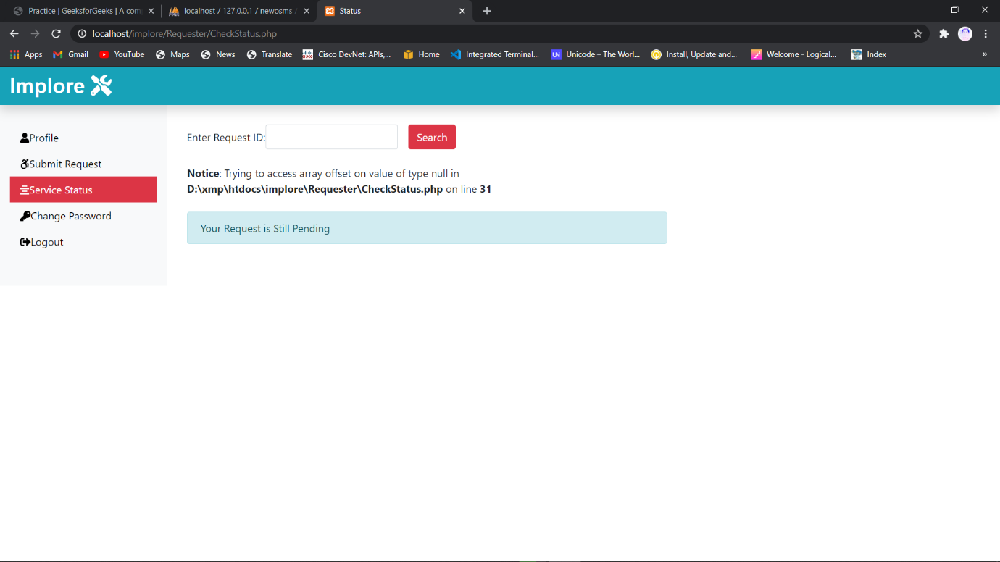 Practice | GeeksforGeeks | A com
localhost / 127.0.0.1 / newosms /
Status
localhost/implore/Requester/CheckStatus.php
Apps
Gmail
YouTube
Maps
News
Translate
Cisco DevNet: APIs,...
Home
Integrated Terminal...
UN
Unicode – The Worl...
Install, Update and...
Welcome - Logical...
Index
»
Implore
Profile
Submit Request
Service Status
Change Password
Logout
Enter Request ID:
Search
Notice: Trying to access array offset on value of type null in
D:\xmp\htdocs\implore\Requester\CheckStatus.php on line 31
Your Request is Still Pending